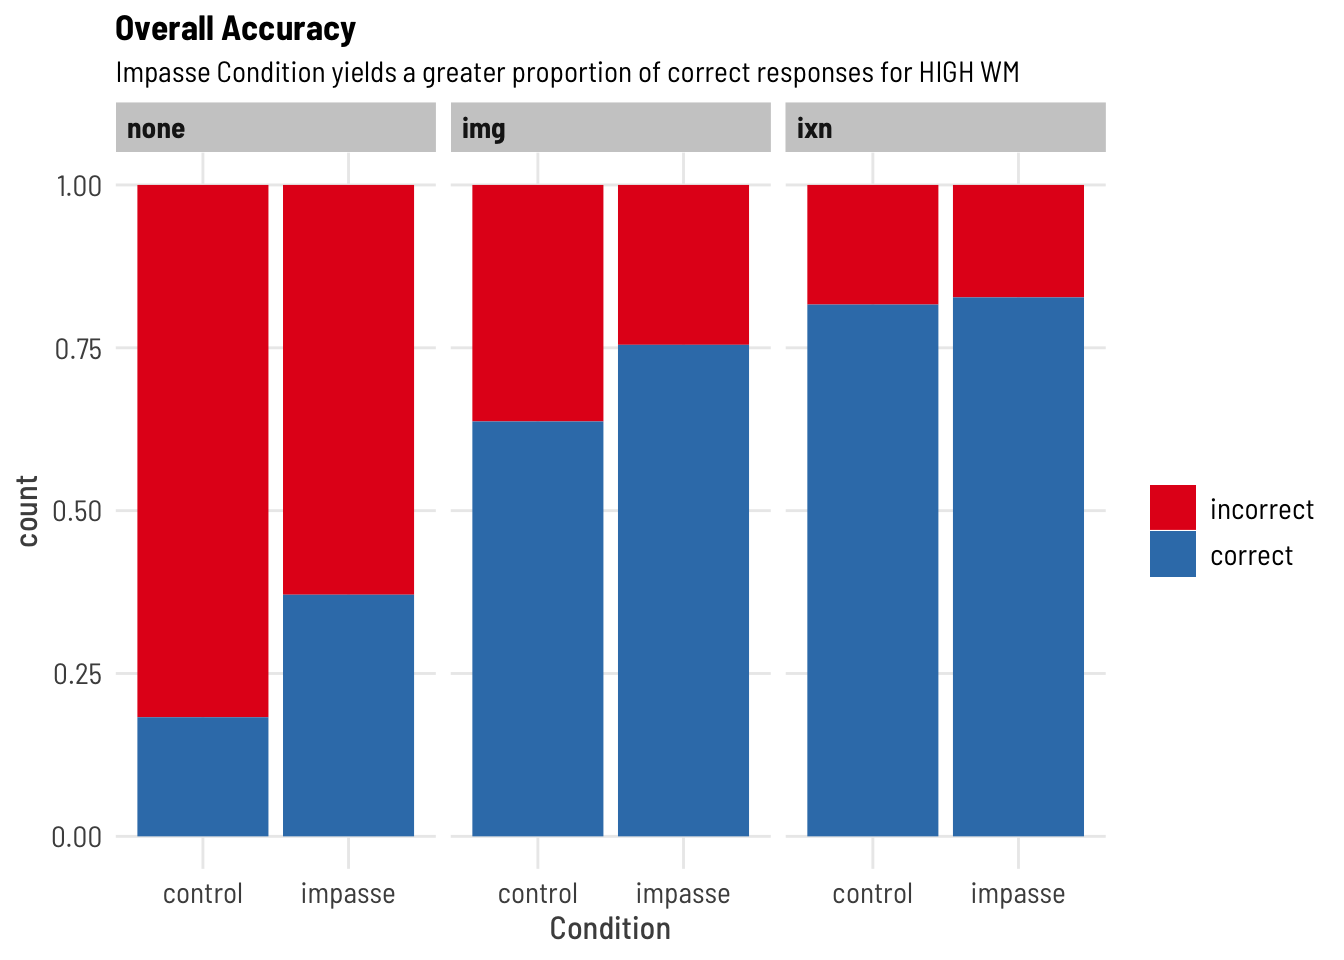 Overall Accuracy
Impasse Condition yields a greater proportion of correct responses for HIGH WM
none
img
ixn
1.00
0.75
0.50
0.25
0.00
count
control
impasse
control
impasse
control
impasse
Condition
incorrect
correct